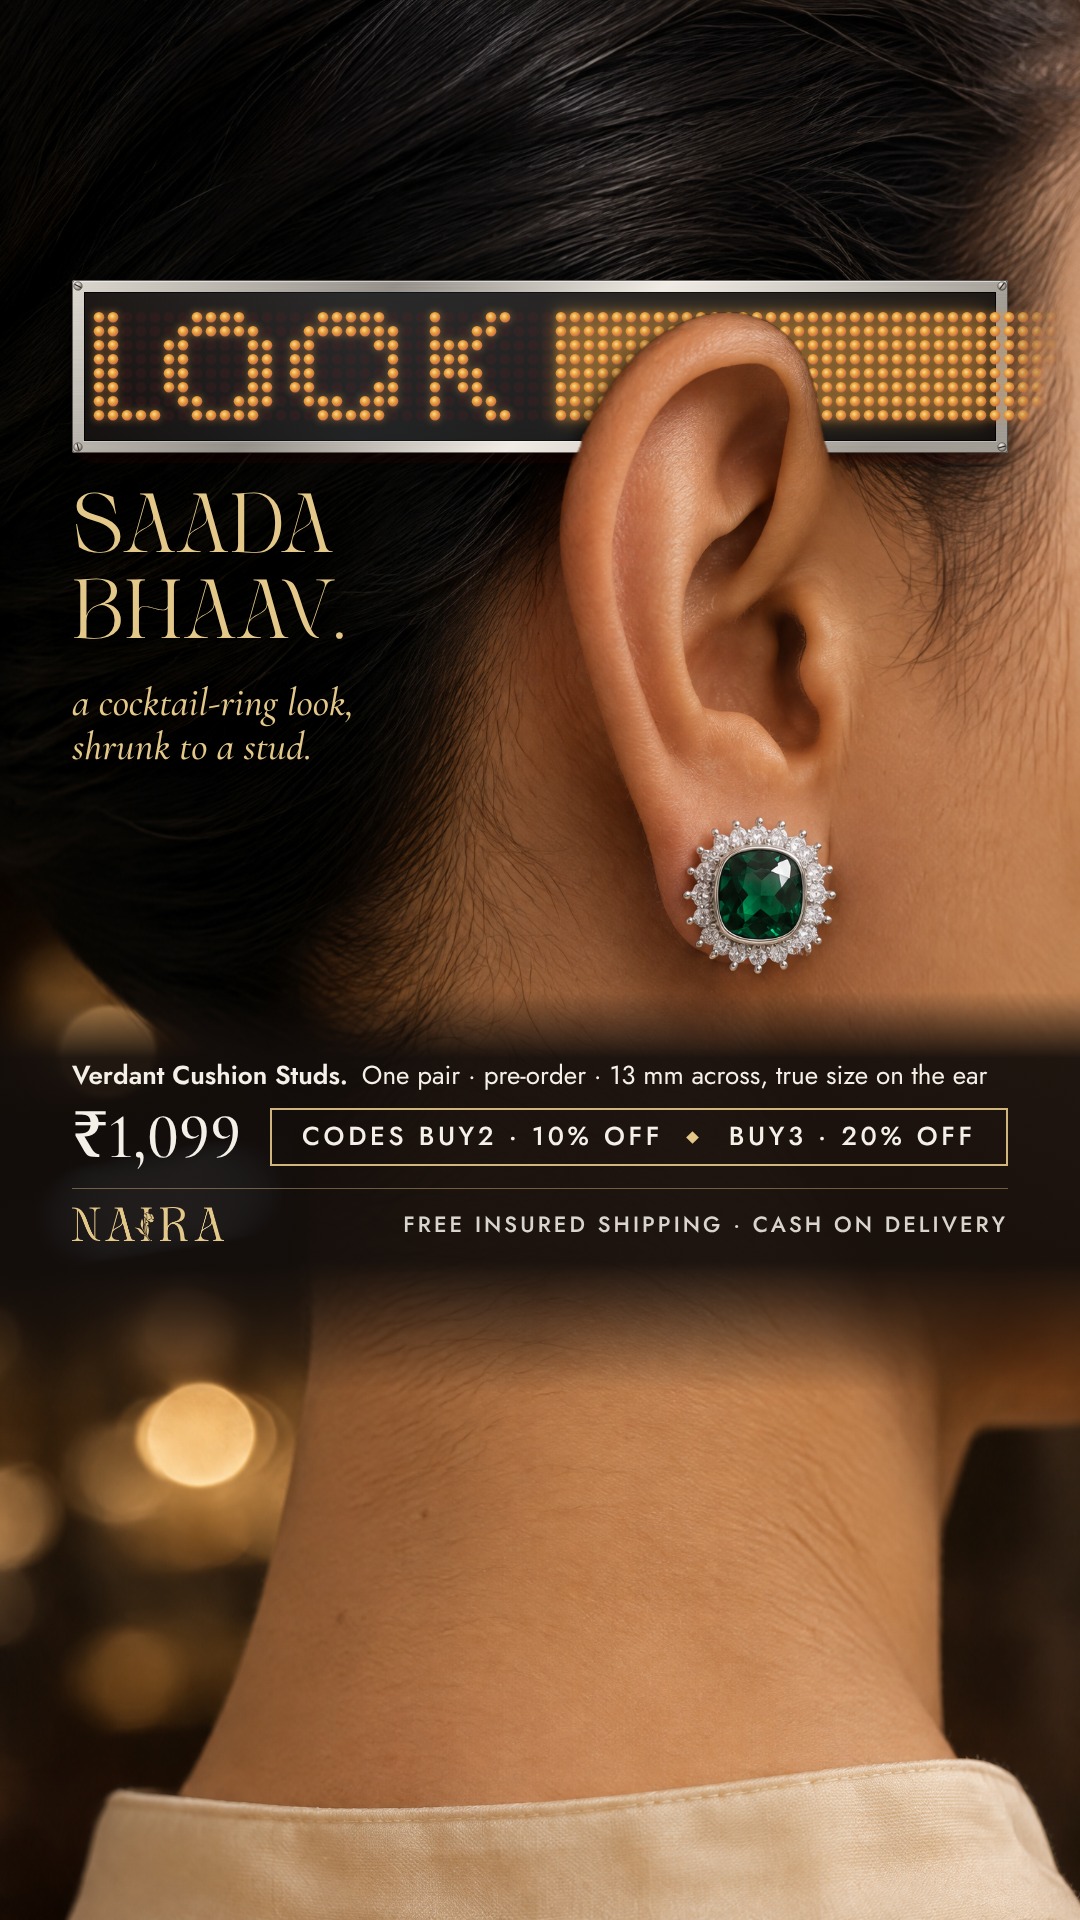 LOOK
SAADA
BHAAV.
a cocktail-ring look,
shrunk to a stud.
Verdant Cushion Studs. One pair · pre-order · 13 mm across, true size on the ear
₹1,099
CODES BUY2 · 10% OFF ◆ BUY3 · 20% OFF
NAIRA
FREE INSURED SHIPPING · CASH ON DELIVERY